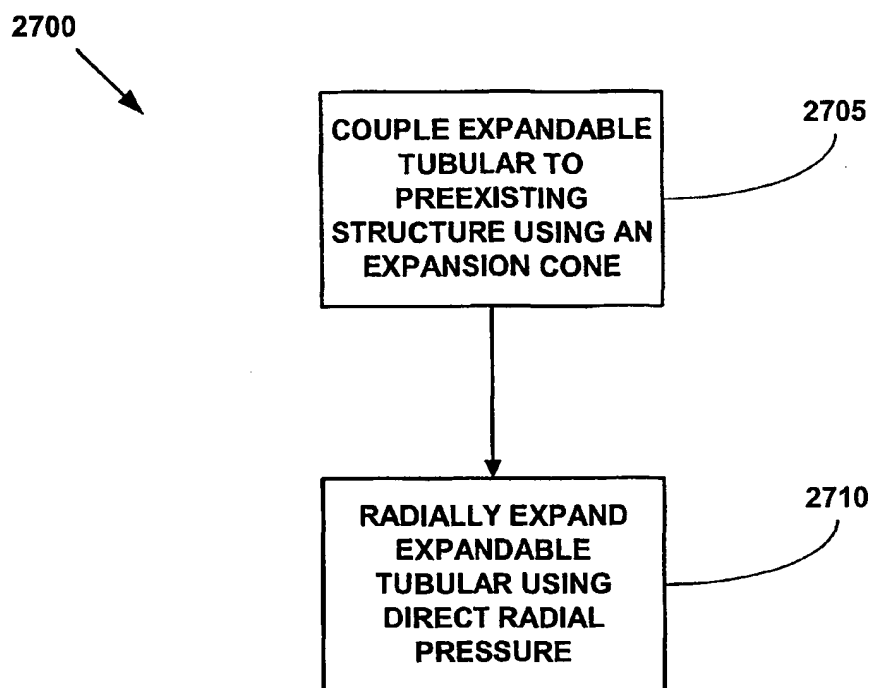 2700
2705
COUPLE EXPANDABLE
TUBULAR TO
PREEXISTING
STRUCTURE USING AN
EXPANSION CONE
2710
RADIALLY EXPAND
EXPANDABLE
TUBULAR USING
DIRECT RADIAL
PRESSURE